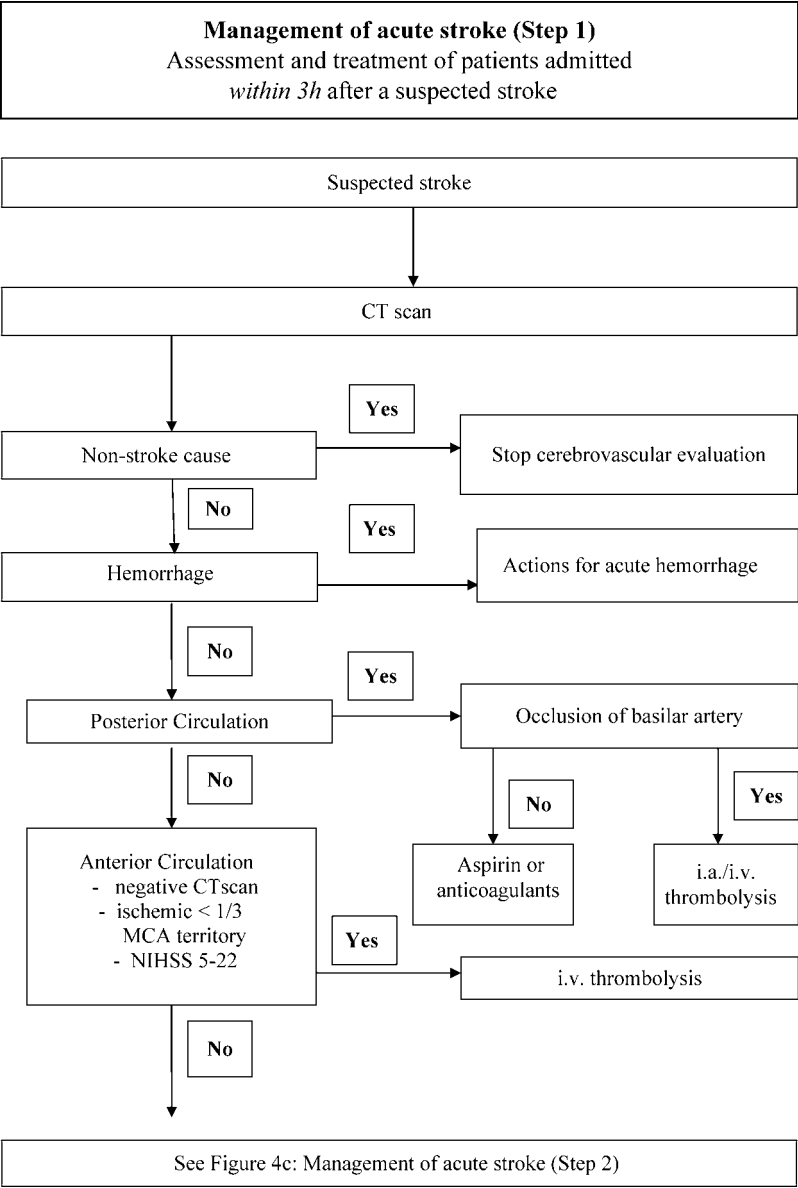 Management of acute stroke (Step 1)
Assessment and treatment of patients admitted
within 3h after a suspected stroke
Suspected stroke
CT scan
Yes
Non-stroke cause
Stop cerebrovascular evaluation
No
Yes
Hemorrhage
Actions for acute hemorrhage
No
Yes
Posterior Circulation
Occlusion of basilar artery
No
No
Yes
Anterior Circulation
- negative CTscan
- ischemic < 1/3
MCA territory
- NIHSS 5-22
Aspirin or
anticoagulants
i.a./i.v.
thrombolysis
Yes
i.v. thrombolysis
No
See Figure 4c: Management of acute stroke (Step 2)